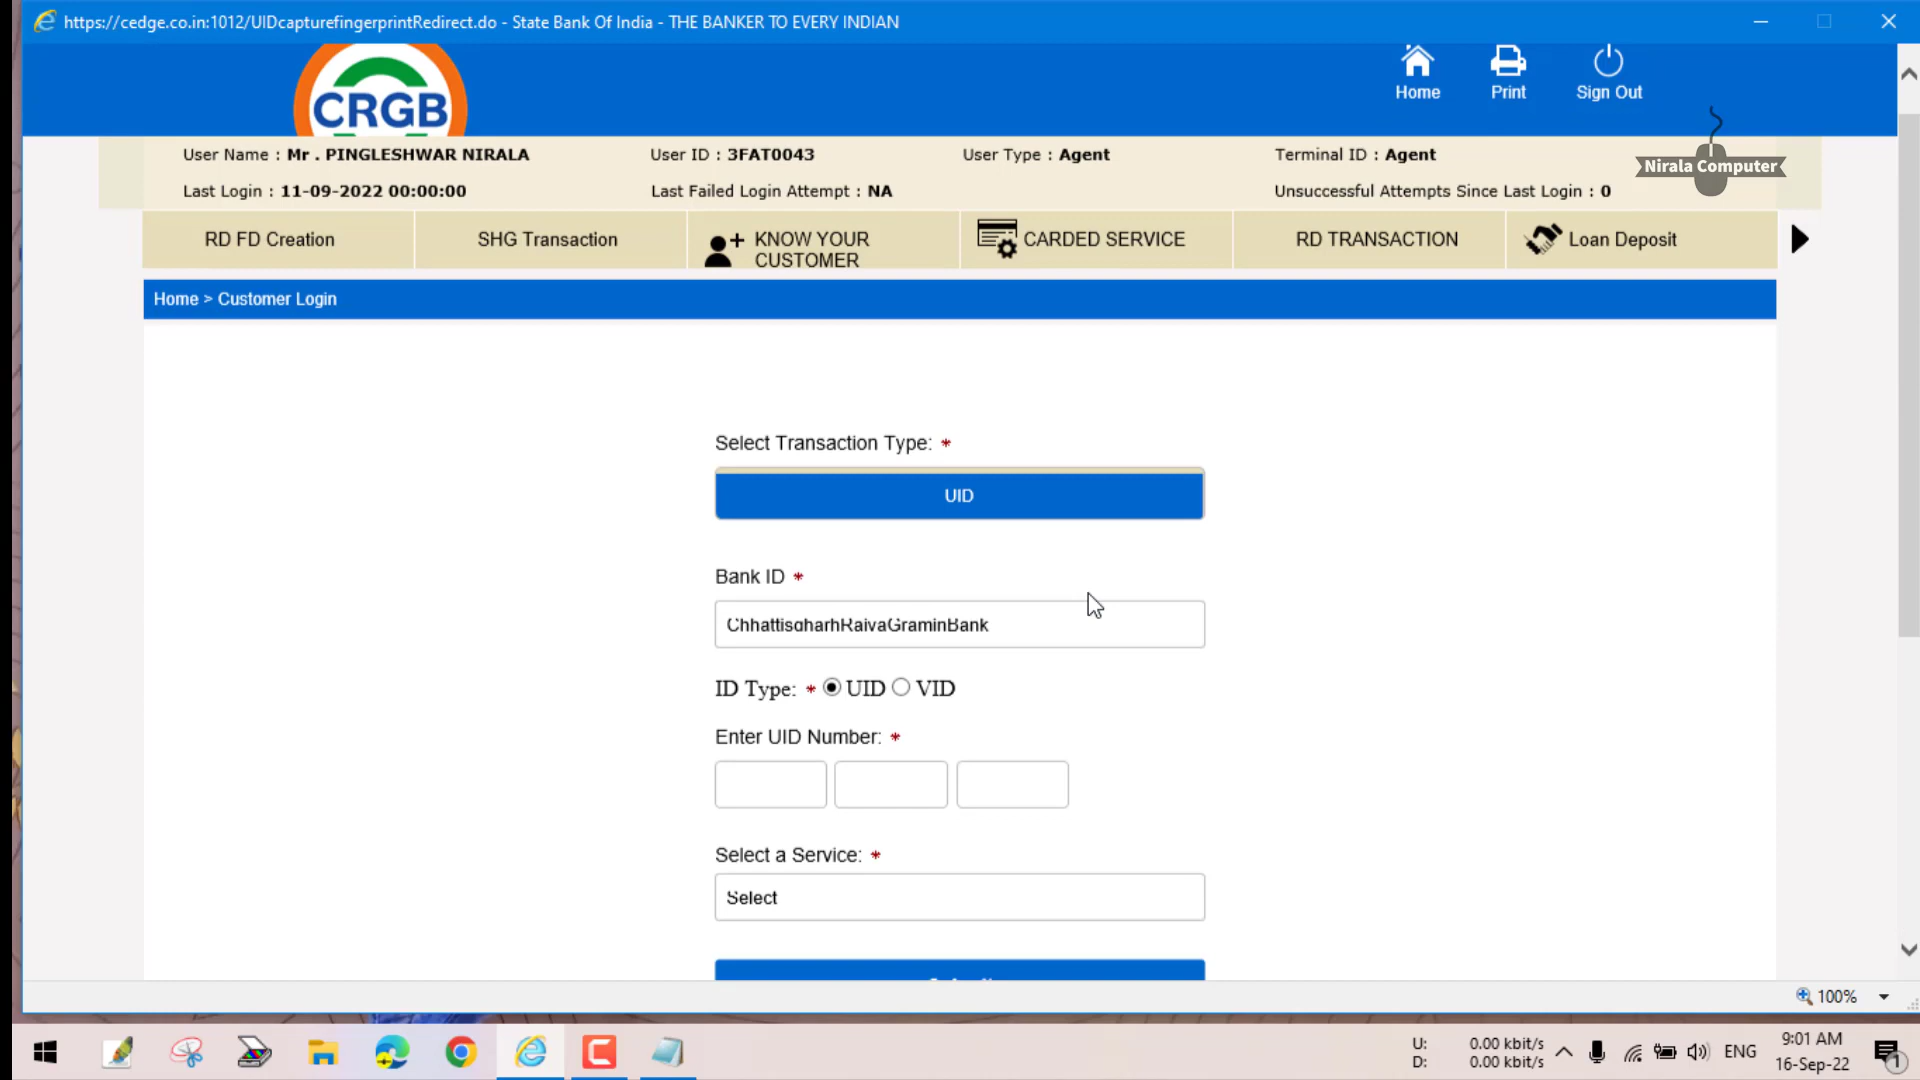 https://cedge.co.in:1012/UIDcapturefingerprintRedirect.do - State Bank Of India - THE BANKER TO EVERY INDIAN
CRGB
Home
Print
Sign Out
User Name : Mr . PINGLESHWAR NIRALA
User ID : 3FAT0043
User Type : Agent
Terminal ID : Agent
Nirala Computer
Last Login : 11-09-2022 00:00:00
Last Failed Login Attempt : NA
Unsuccessful Attempts Since Last Login : 0
RD FD Creation
SHG Transaction
KNOW YOUR
CUSTOMER
CARDED SERVICE
RD TRANSACTION
Loan Deposit
Home > Customer Login
Select Transaction Type: *
UID
Bank ID *
ChhattisgharhRajyaGraminBank
ID Type: * UID VID
Enter UID Number: *
Select a Service: *
Select
100%
U: 0.00 kbit/s
D: 0.00 kbit/s
ENG
9:01 AM
16-Sep-22
1